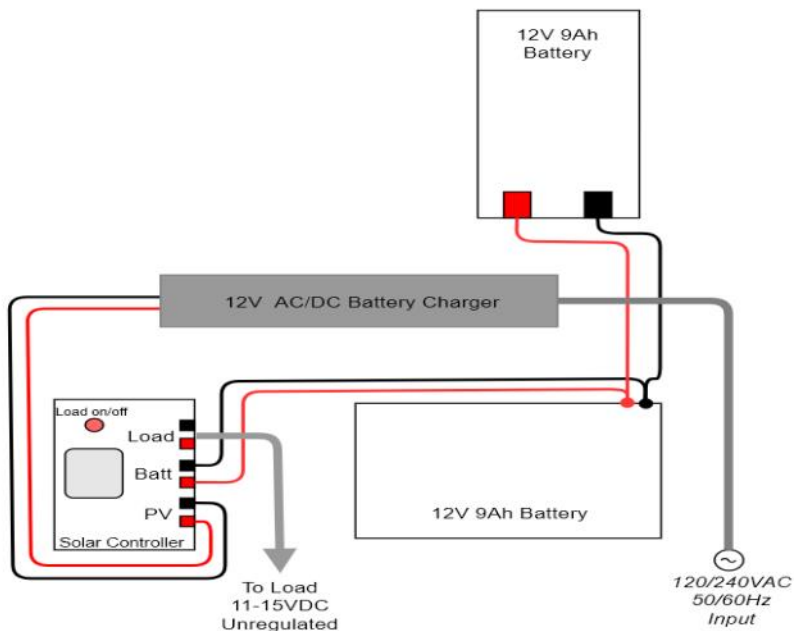 12V 9Ah
Battery
12V  AC/DC Battery Charger
Load on/off
Load
Batt
PV
Solar Controller
12V 9Ah Battery
To Load
11-15VDC
Unregulated
120/240VAC
50/60Hz
Input